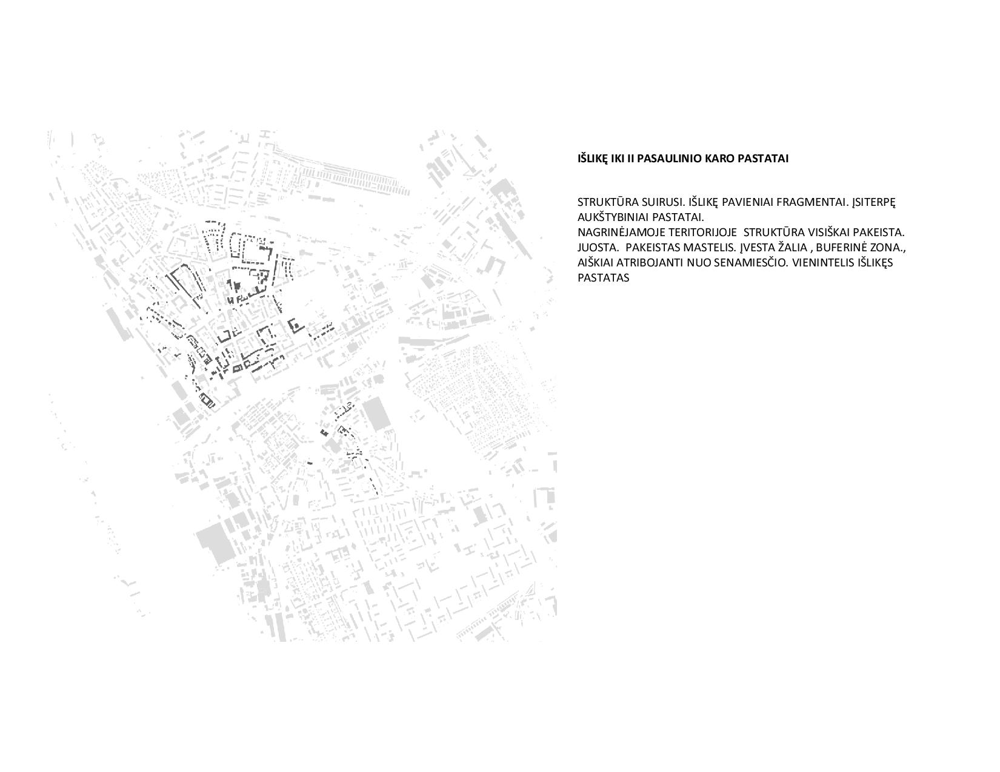 IŠLIKĘ IKI II PASAULINIO KARO PASTATAI
STRUKTŪRA SUIRUSI. IŠLIKĘ PAVIENIAI FRAGMENTAI. ĮSITERPĘ
AUKŠTYBINIAI PASTATAI.
NAGRINĖJAMOJE TERITORIJOJE  STRUKTŪRA VISIŠKAI PAKEISTA.
JUOSTA.  PAKEISTAS MASTELIS. ĮVESTA ŽALIA , BUFERINĖ ZONA.,
AIŠKIAI ATRIBOJANTI NUO SENAMIESČIO. VIENINTELIS IŠLIKĘS
PASTATAS